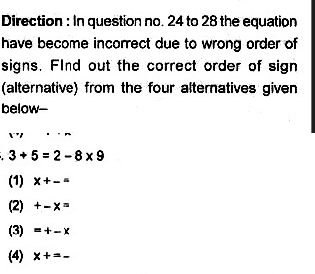 Direction : In question no. 24 to 28 the equation
have become incorrect due to wrong order of
signs. FInd out the correct order of sign
(alternative) from the four alternatives given
below–
. 3 + 5 = 2 – 8 x 9
(1) x + – =
(2) + – x =
(3) = + – x
(4) x + = –